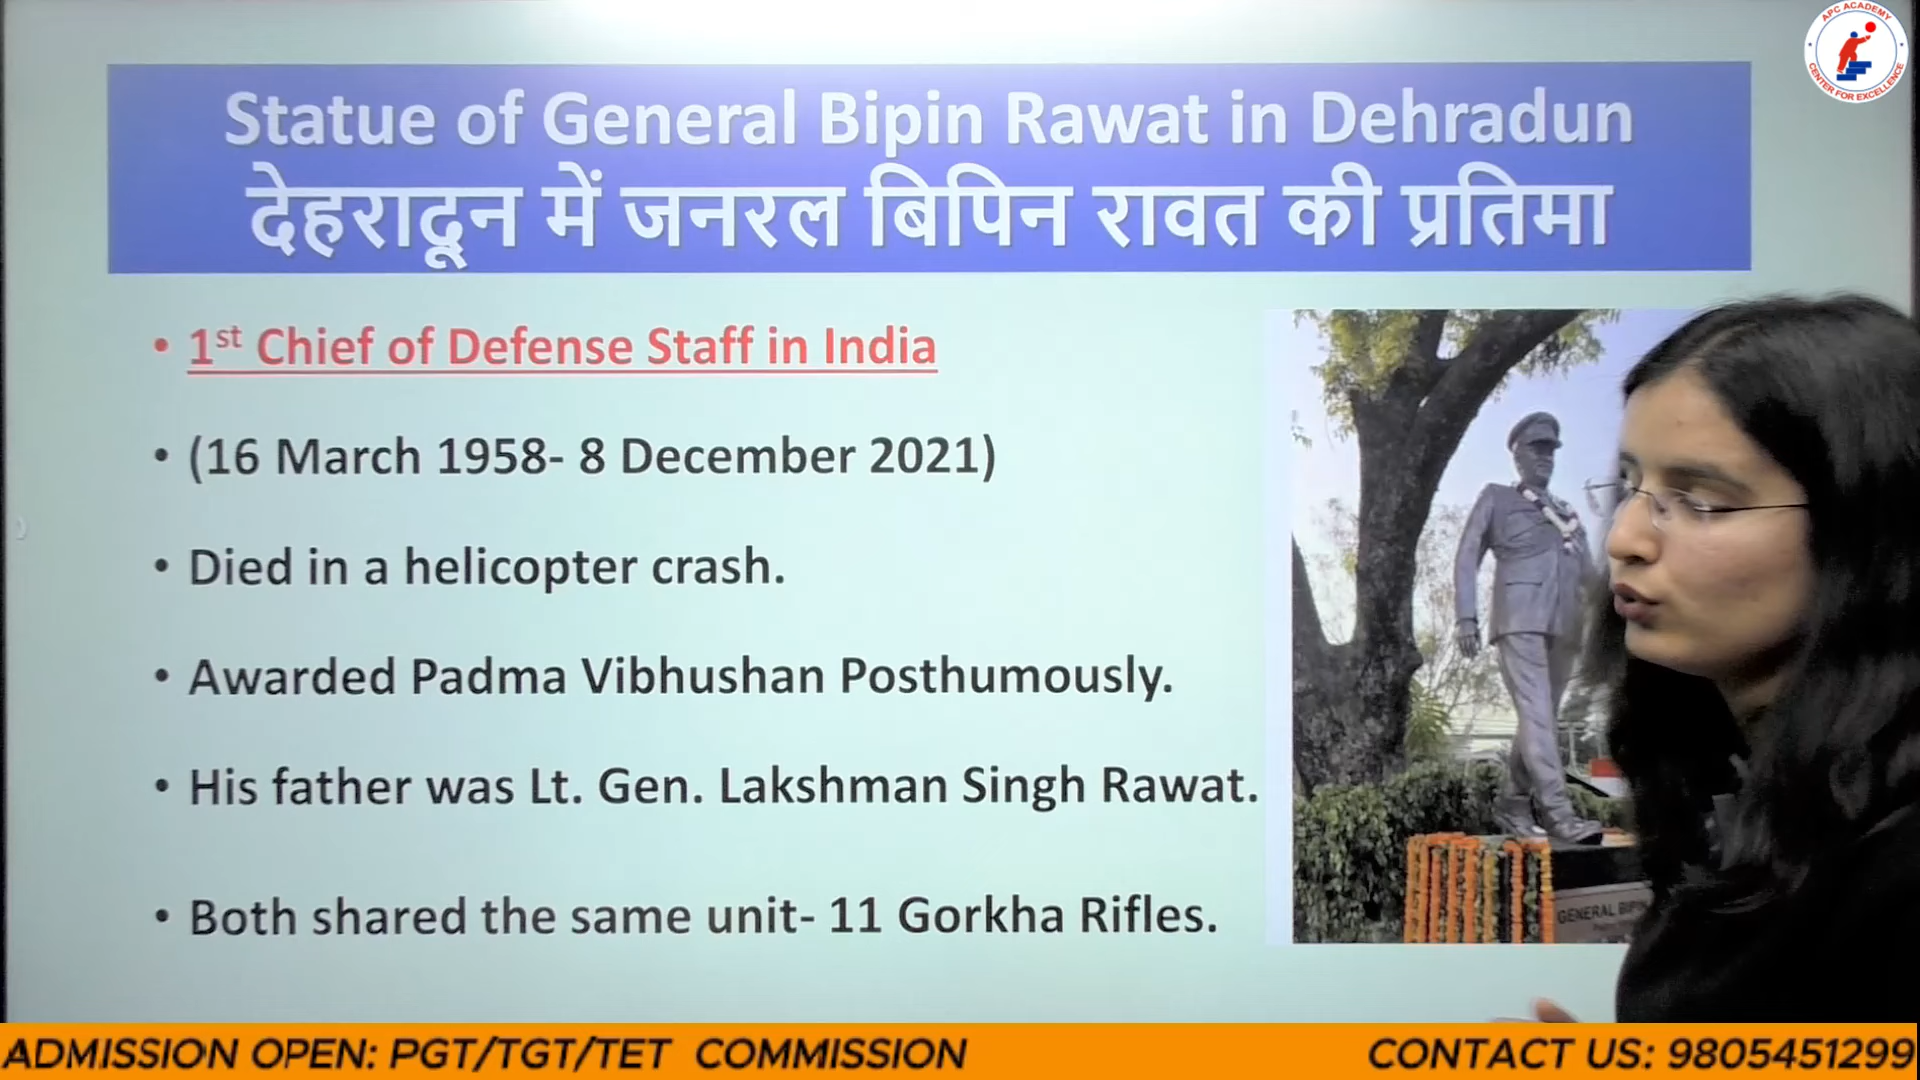 APC ACADEMY
CENTER FOR EXCELLENCE
Statue of General Bipin Rawat in Dehradun
देहरादून में जनरल बिपिन रावत की प्रतिमा
• 1st Chief of Defense Staff in India
• (16 March 1958- 8 December 2021)
• Died in a helicopter crash.
• Awarded Padma Vibhushan Posthumously.
• His father was Lt. Gen. Lakshman Singh Rawat.
• Both shared the same unit- 11 Gorkha Rifles.
GENERAL BIPIN
ADMISSION OPEN: PGT/TGT/TET COMMISSION
CONTACT US: 9805451299